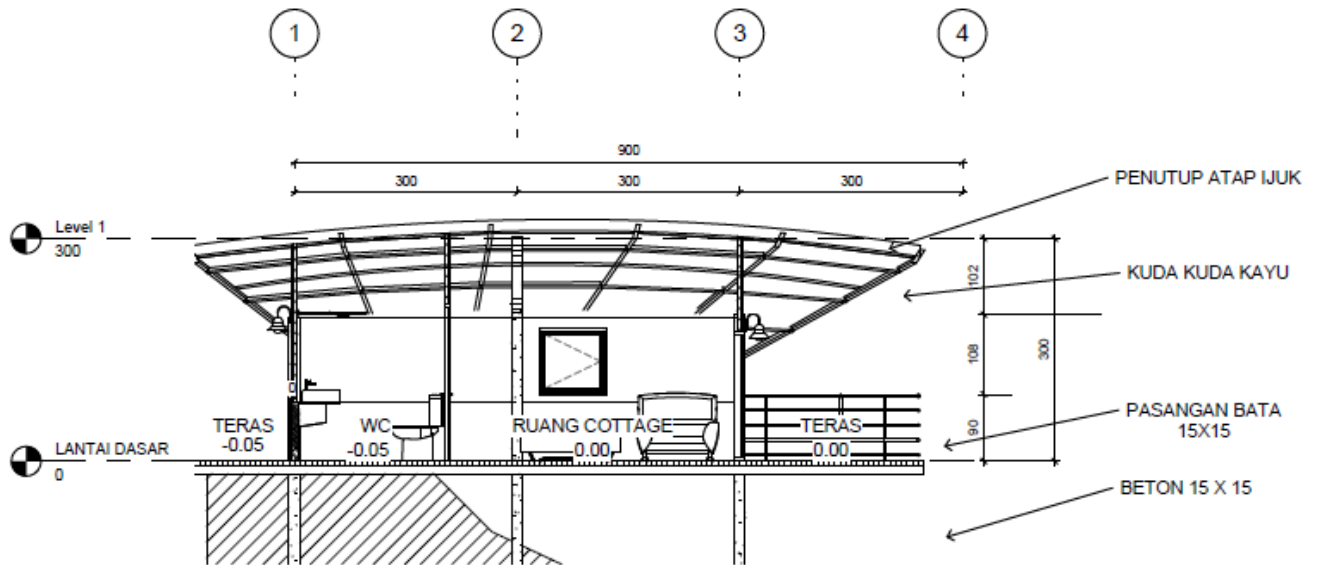 1
2
3
4
900
300
300
300
PENUTUP ATAP IJUK
Level 1
300
KUDA KUDA KAYU
102
108
300
90
PASANGAN BATA
15X15
TERAS
-0.05
WC
-0.05
RUANG COTTAGE
0.00
TERAS
0.00
LANTAI DASAR
0
BETON 15 X 15